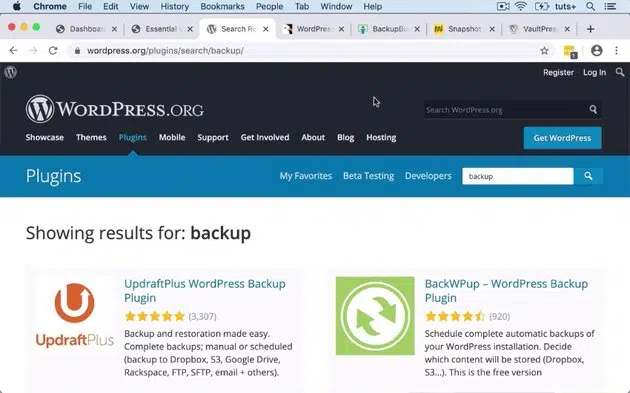 Chrome File Edit View History Bookmarks People Tab Window Help tuts+
Dashboar Essential Search Re WordPres BackupBu Snapshot VaultPres
wordpress.org/plugins/search/backup/
Register Log In
WORDPRESS.ORG
Search WordPress.org
Showcase Themes Plugins Mobile Support Get Involved About Blog Hosting Get WordPress
Plugins My Favorites Beta Testing Developers backup
Showing results for: backup
UpdraftPlus WordPress Backup
Plugin
(3,307)
UpdraftPlus
Backup and restoration made easy.
Complete backups; manual or scheduled
(backup to Dropbox, S3, Google Drive,
Rackspace, FTP, SFTP, email + others).
BackWPup – WordPress Backup
Plugin
(920)
Schedule complete automatic backups of
your WordPress installation. Decide
which content will be stored (Dropbox,
S3...). This is the free version